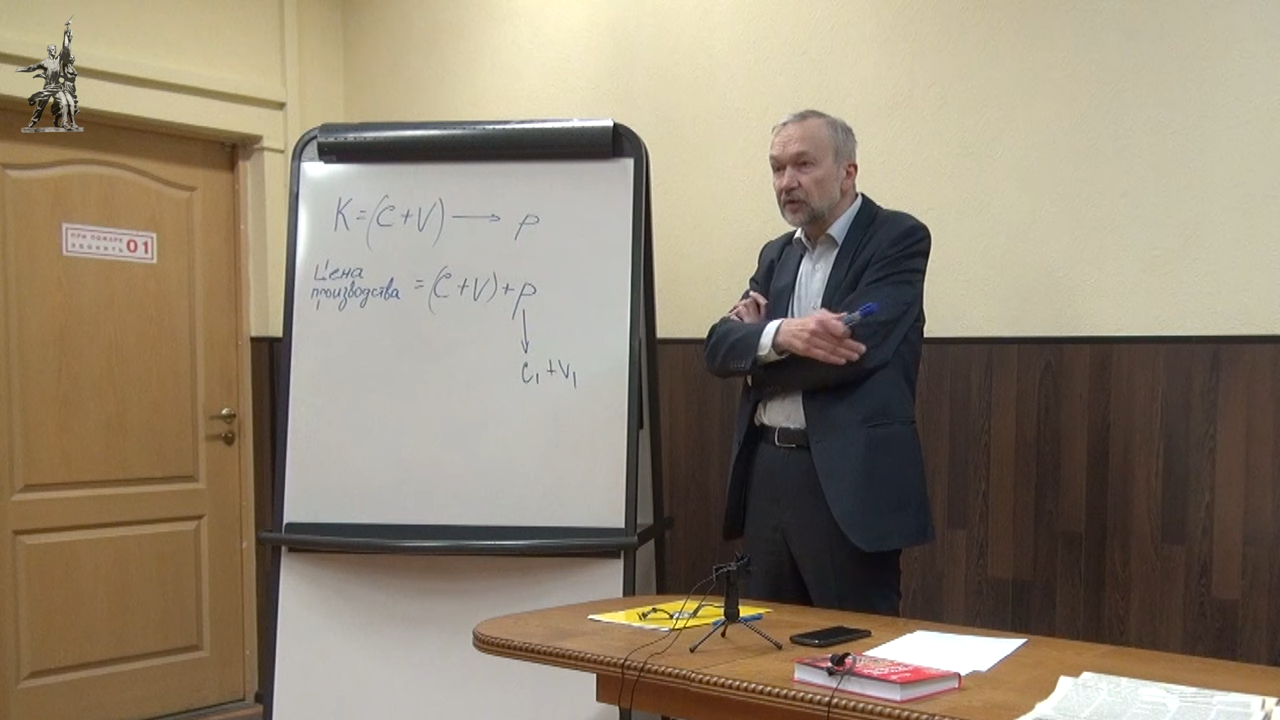 ПРИ ПОЖАРЕ
ЗВОНИТЬ 01
K = (C + V) → p
Цена
производства = (C + V) + p
↓
C₁ + V₁